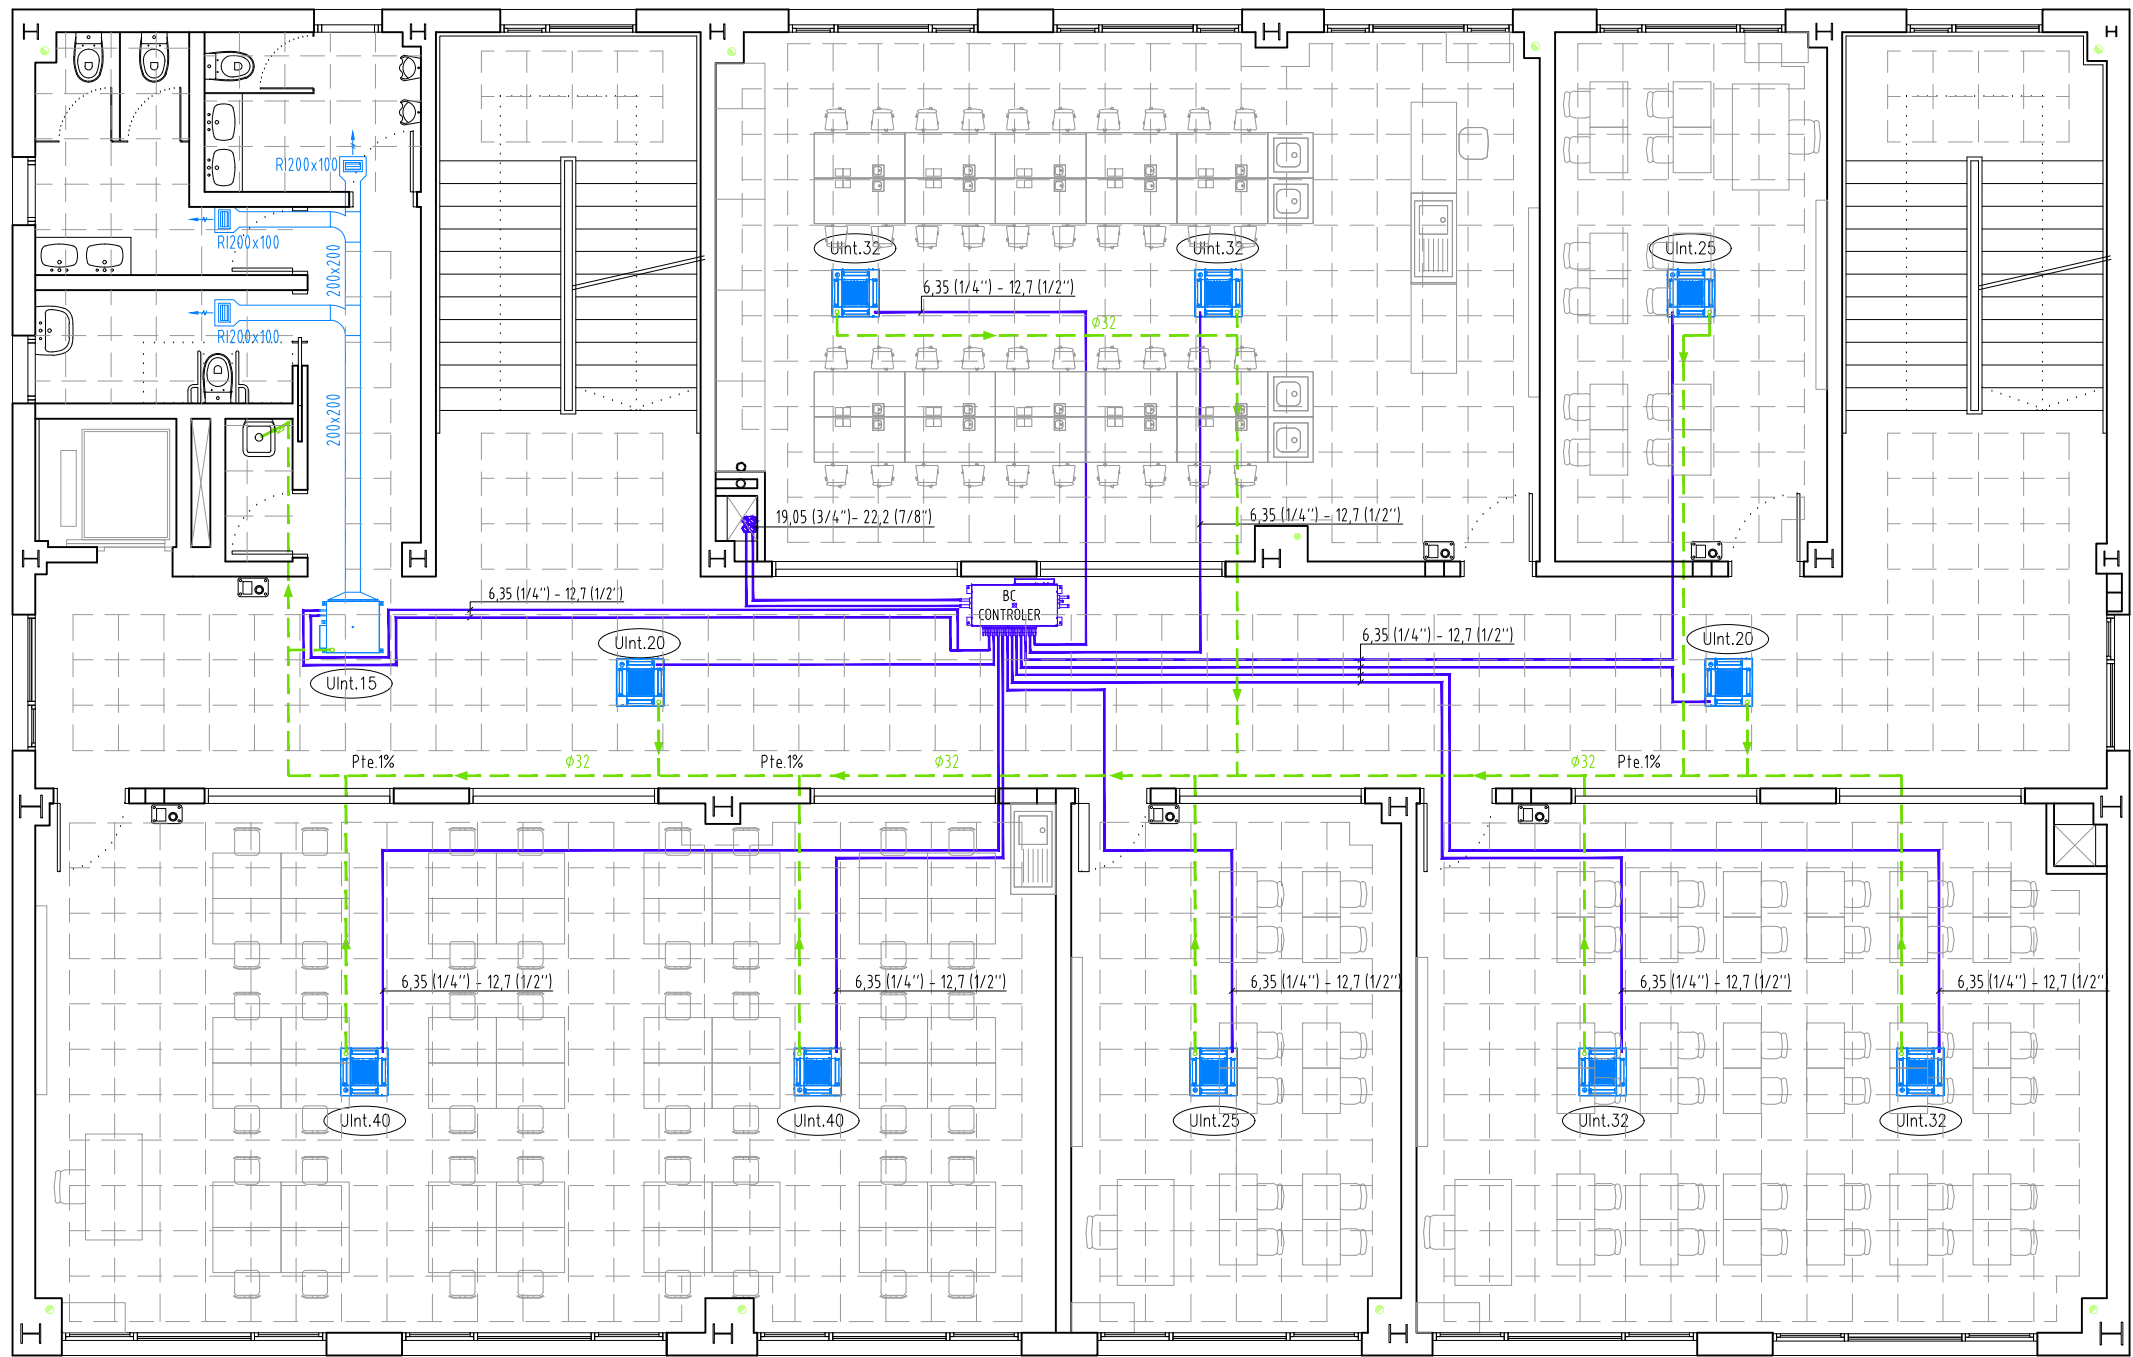 RI200x100
RI200x100
200x200
RI200x100
200x200
UInt.32
UInt.32
UInt.25
6,35 (1/4'') - 12,7 (1/2'')
ϕ32
19,05 (3/4")- 22,2 (7/8")
6,35 (1/4'') - 12,7 (1/2'')
6,35 (1/4'') - 12,7 (1/2'')
BC
CONTROLER
UInt.20
6,35 (1/4'') - 12,7 (1/2'')
UInt.20
UInt.15
Pte.1%
ϕ32
Pte.1%
ϕ32
ϕ32
Pte.1%
6,35 (1/4'') - 12,7 (1/2'')
6,35 (1/4'') - 12,7 (1/2'')
6,35 (1/4'') - 12,7 (1/2'')
6,35 (1/4'') - 12,7 (1/2'')
6,35 (1/4'') - 12,7 (1/2''
UInt.40
UInt.40
UInt.25
UInt.32
UInt.32